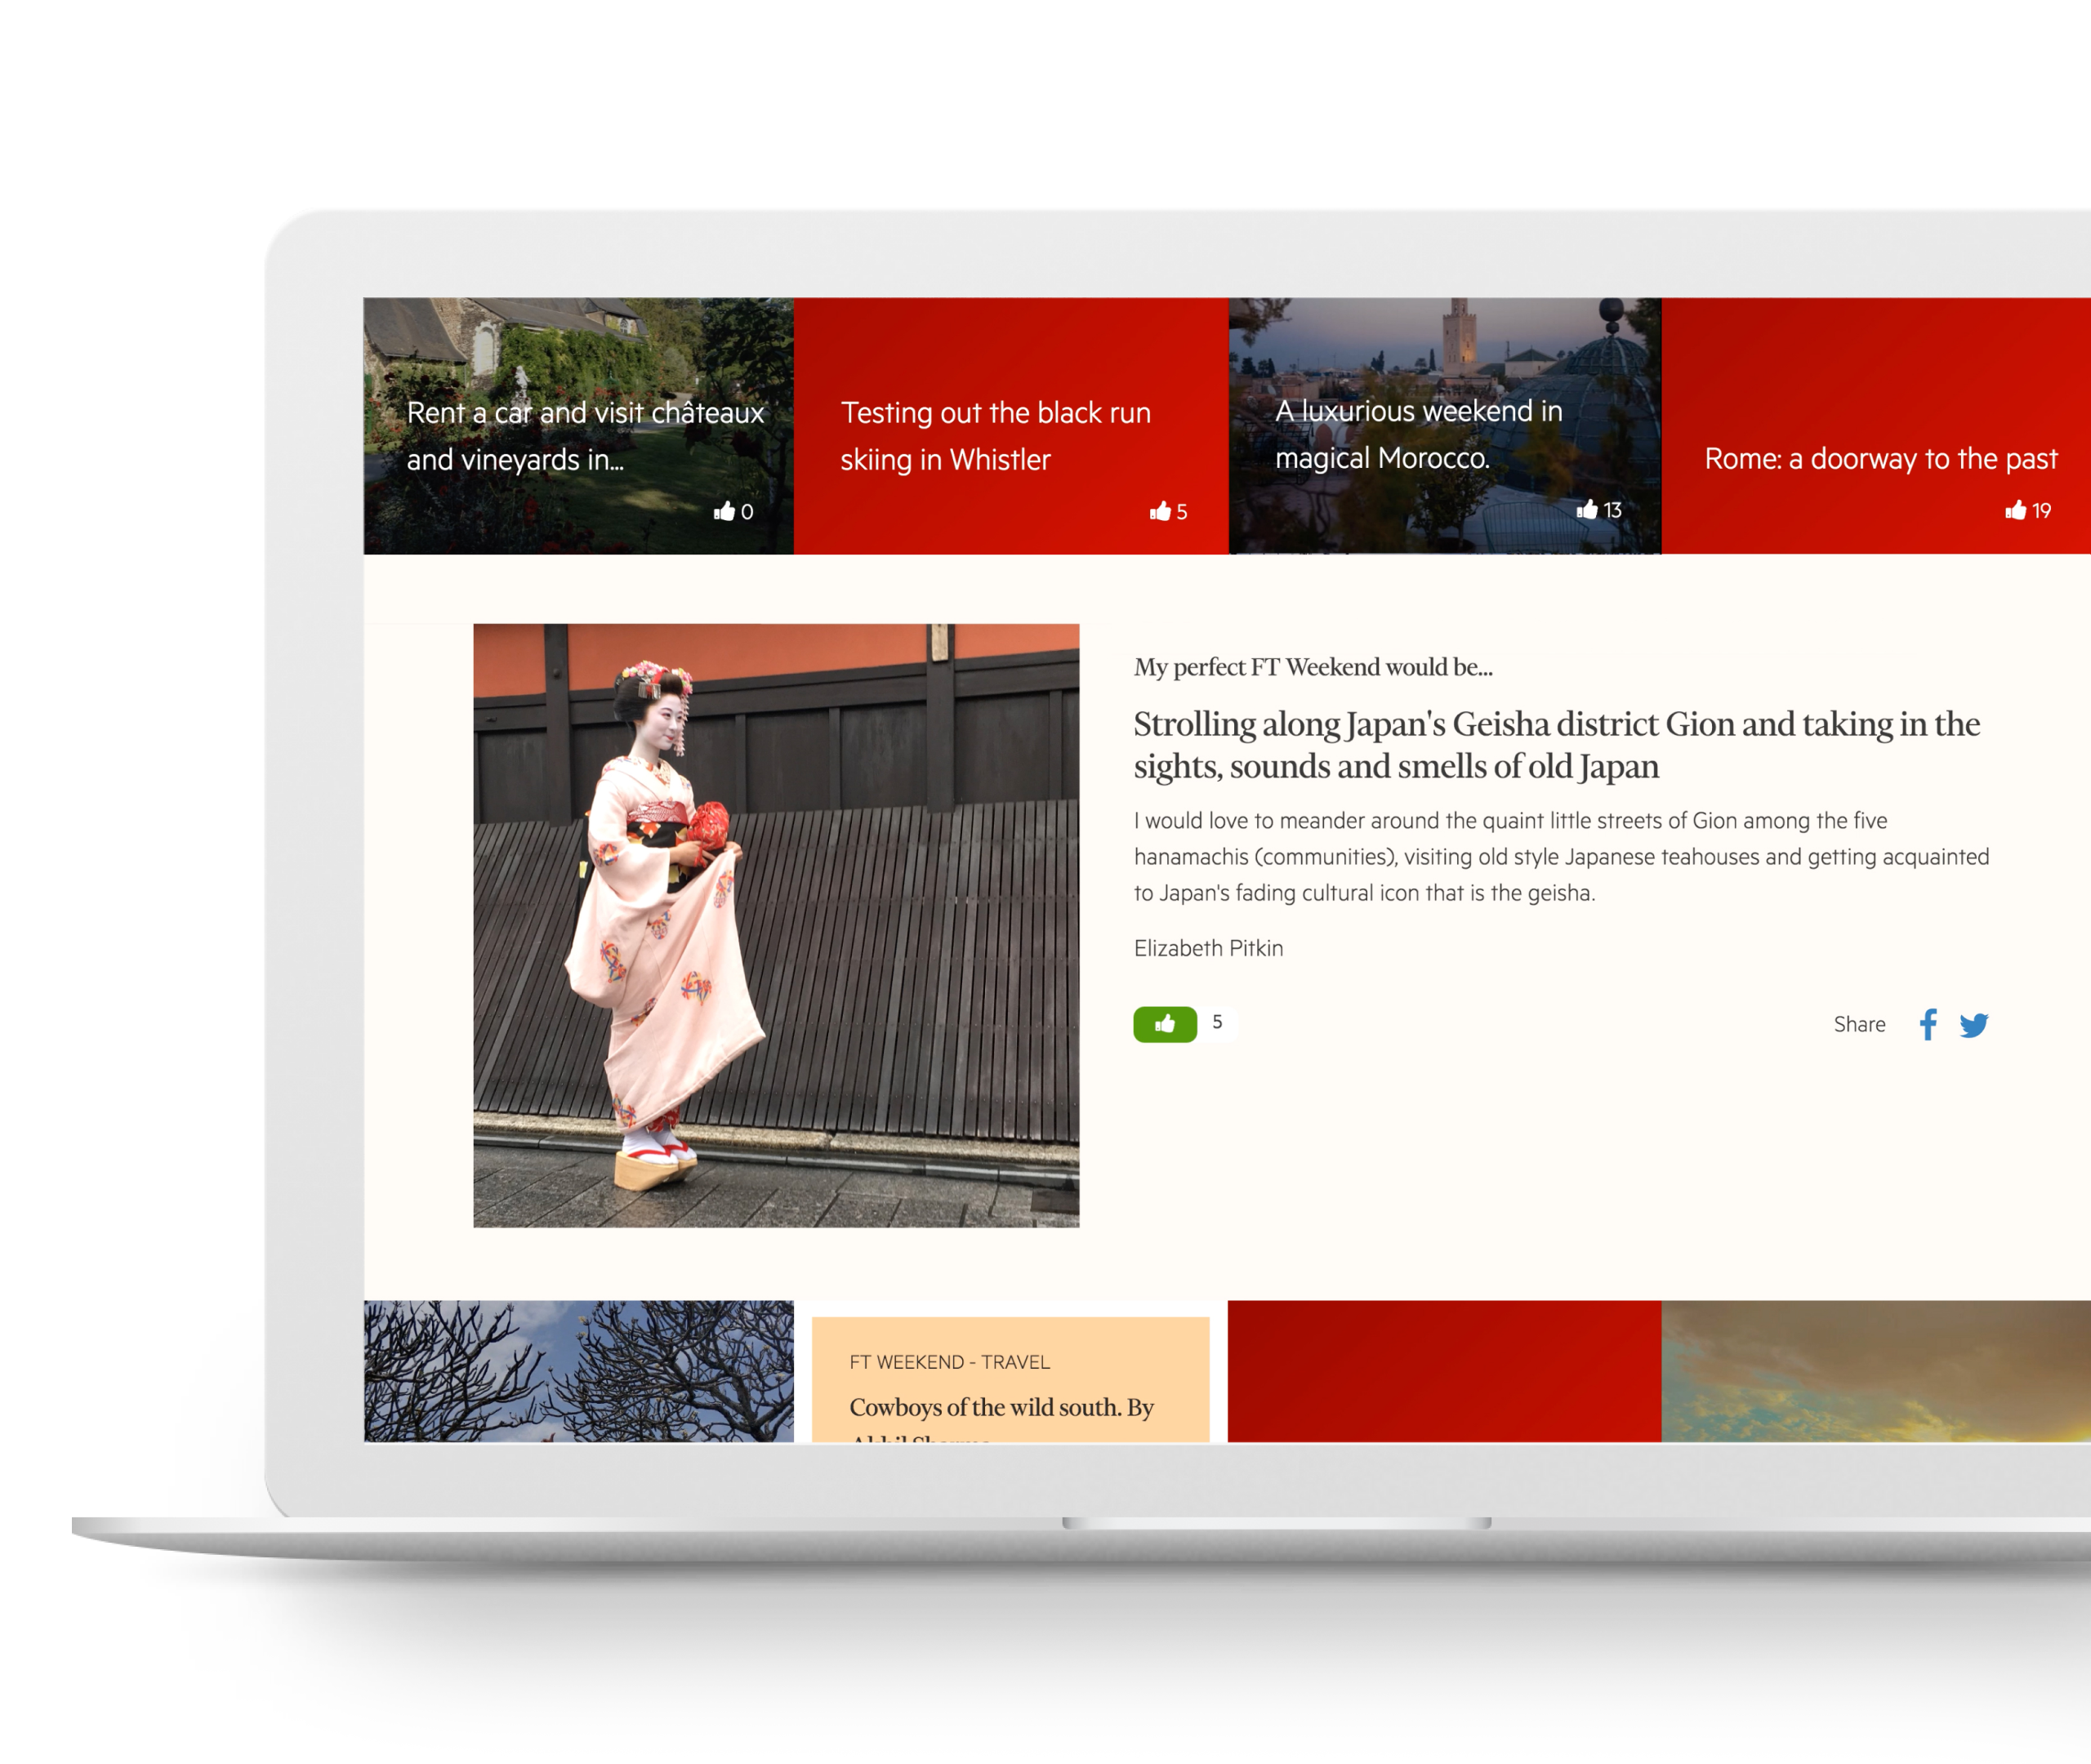 Rent a car and visit châteaux
and vineyards in...
0
Testing out the black run
skiing in Whistler
5
A luxurious weekend in
magical Morocco.
13
Rome: a doorway to the past
19
My perfect FT Weekend would be...
Strolling along Japan's Geisha district Gion and taking in the
sights, sounds and smells of old Japan
I would love to meander around the quaint little streets of Gion among the five
hanamachis (communities), visiting old style Japanese teahouses and getting acquainted
to Japan's fading cultural icon that is the geisha.
Elizabeth Pitkin
5
Share
FT WEEKEND - TRAVEL
Cowboys of the wild south. By